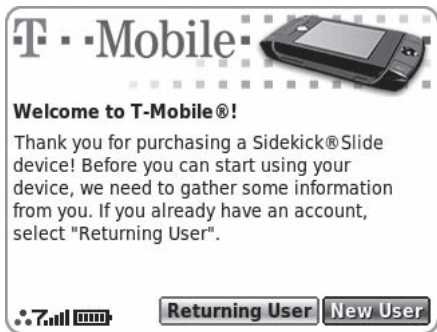 T··Mobile·
Welcome to T-Mobile®!
Thank you for purchasing a Sidekick®Slide
device! Before you can start using your
device, we need to gather some information
from you. If you already have an account,
select "Returning User".
Returning User New User